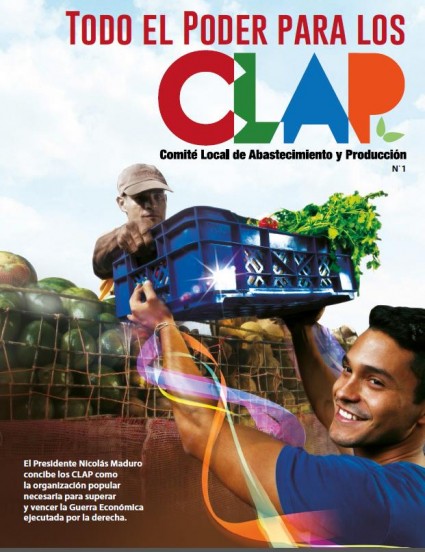 TODO EL PODER PARA LOS
CLAP
Comité Local de Abastecimiento y Producción
N°1
El Presidente Nicolás Maduro
concibe los CLAP como
la organización popular
necesaria para superar
y vencer la Guerra Económica
ejecutada por la derecha.